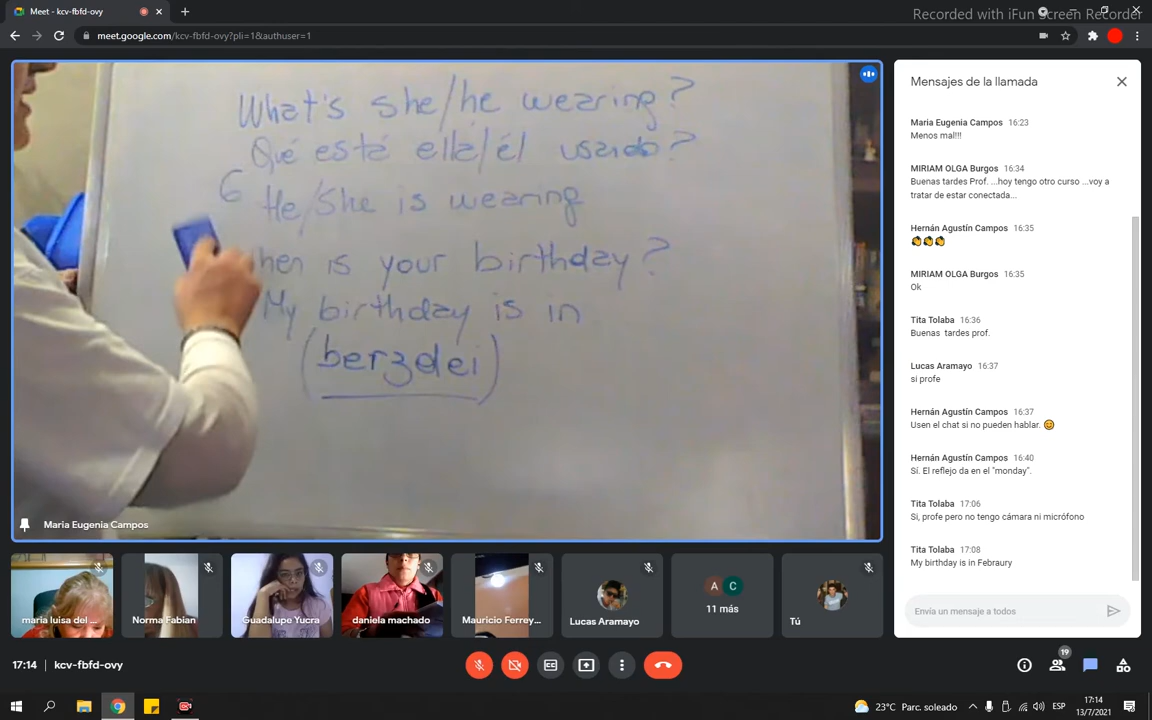 Meet - kcv-fbfd-ovy
Recorded with iFun Screen Recorder
meet.google.com/kcv-fbfd-ovy?pli=1&authuser=1
What's she/he wearing?
Qué está ella/él usando?
6 He/She is wearing
hen is your birthday?
My birthday is in
(berzdei)
Maria Eugenia Campos
maria luisa del ...
Norma Fabian
Guadalupe Yucra
daniela machado
Mauricio Ferrey...
Lucas Aramayo
A C
11 más
Tú
Mensajes de la llamada
Maria Eugenia Campos 16:23
Menos mal!!!
MIRIAM OLGA Burgos 16:34
Buenas tardes Prof. ...hoy tengo otro curso ...voy a
tratar de estar conectada...
Hernán Agustín Campos 16:35
👏👏👏
MIRIAM OLGA Burgos 16:35
Ok
Tita Tolaba 16:36
Buenas tardes prof.
Lucas Aramayo 16:37
si profe
Hernán Agustín Campos 16:37
Usen el chat si no pueden hablar. 😊
Hernán Agustín Campos 16:40
Sí. El reflejo da en el "monday".
Tita Tolaba 17:06
Si, profe pero no tengo cámara ni micrófono
Tita Tolaba 17:08
My birthday is in Febraury
Envía un mensaje a todos
17:14 | kcv-fbfd-ovy
19
23°C Parc. soleado
ESP
17:14
13/7/2021